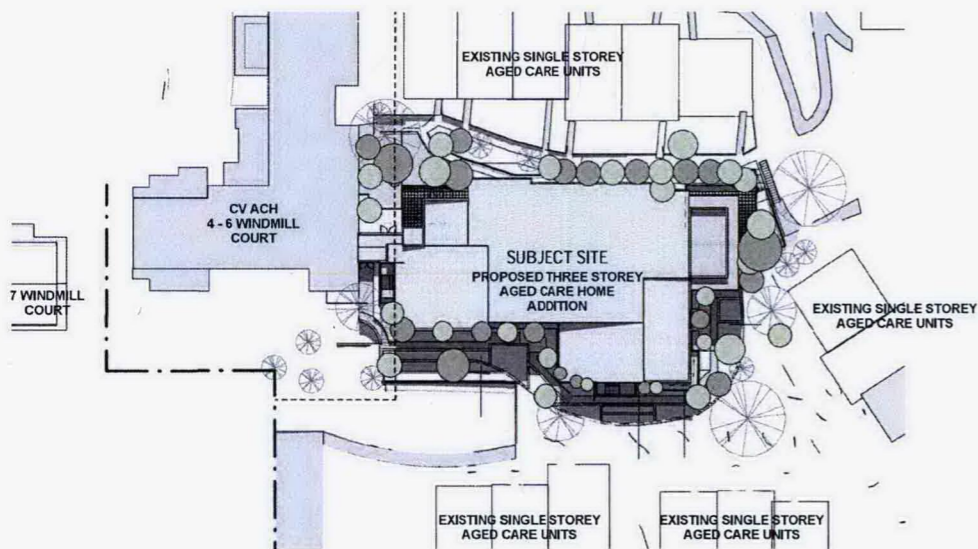 EXISTING SINGLE STOREY
AGED CARE UNITS
CV ACH
4 - 6 WINDMILL
COURT
SUBJECT SITE
PROPOSED THREE STOREY
AGED CARE HOME
ADDITION
7 WINDMILL
COURT
EXISTING SINGLE STOREY
AGED CARE UNITS
EXISTING SINGLE STOREY
AGED CARE UNITS
EXISTING SINGLE STOREY
AGED CARE UNITS